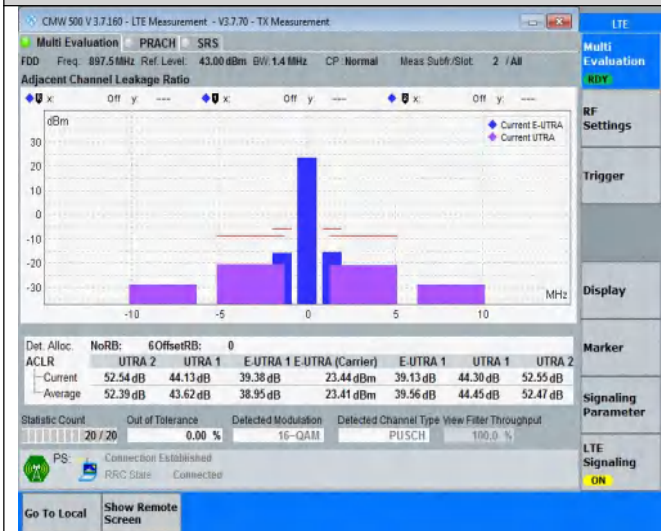 CMW 500 V 3.7.160 - LTE Measurement - V3.7.70 - TX Measurement
LTE
Multi Evaluation PRACH SRS
Multi Evaluation
RDY
FDD Freq: 897.5 MHz Ref. Level: 43.00 dBm BW: 1.4 MHz CP: Normal Meas Subfr./Slot: 2 / All
Adjacent Channel Leakage Ratio
x: Off y: --- x: Off y: --- x: Off y: ---
dBm
Current E-UTRA
Current UTRA
30
20
10
0
-10
-20
-30
MHz
-10 -5 0 5 10
RF Settings
Trigger
Display
Marker
Signaling Parameter
LTE Signaling
ON
Det. Alloc. NoRB: 6 OffsetRB: 0
ACLR UTRA 2 UTRA 1 E-UTRA 1 E-UTRA (Carrier) E-UTRA 1 UTRA 1 UTRA 2
Current 52.54 dB 44.13 dB 39.38 dB 23.44 dBm 39.13 dB 44.30 dB 52.55 dB
Average 52.39 dB 43.62 dB 38.95 dB 23.41 dBm 39.56 dB 44.45 dB 52.47 dB
Statistic Count Out of Tolerance Detected Modulation Detected Channel Type View Filter Throughput
20 / 20 0.00 % 16-QAM PUSCH 100.0 %
PS: Connection Established
RRC State Connected
Go To Local
Show Remote Screen